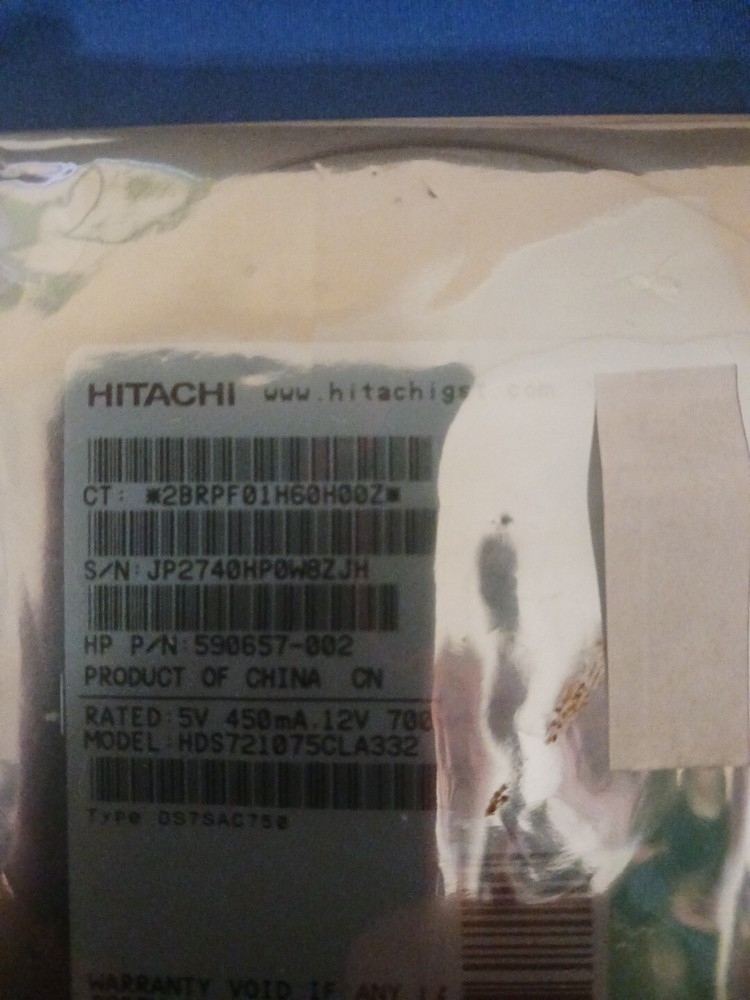 HITACHI www.hitachigst.com
CT: *2BRPF01H60H00Z*
S/N:JP2740HP0W8ZJH
HP P/N:590657-002
PRODUCT OF CHINA CN
RATED:5V 450mA.12V 700
MODEL:HDS721075CLA332
Type DS7SAC750
WARRANTY VOID IF ANY